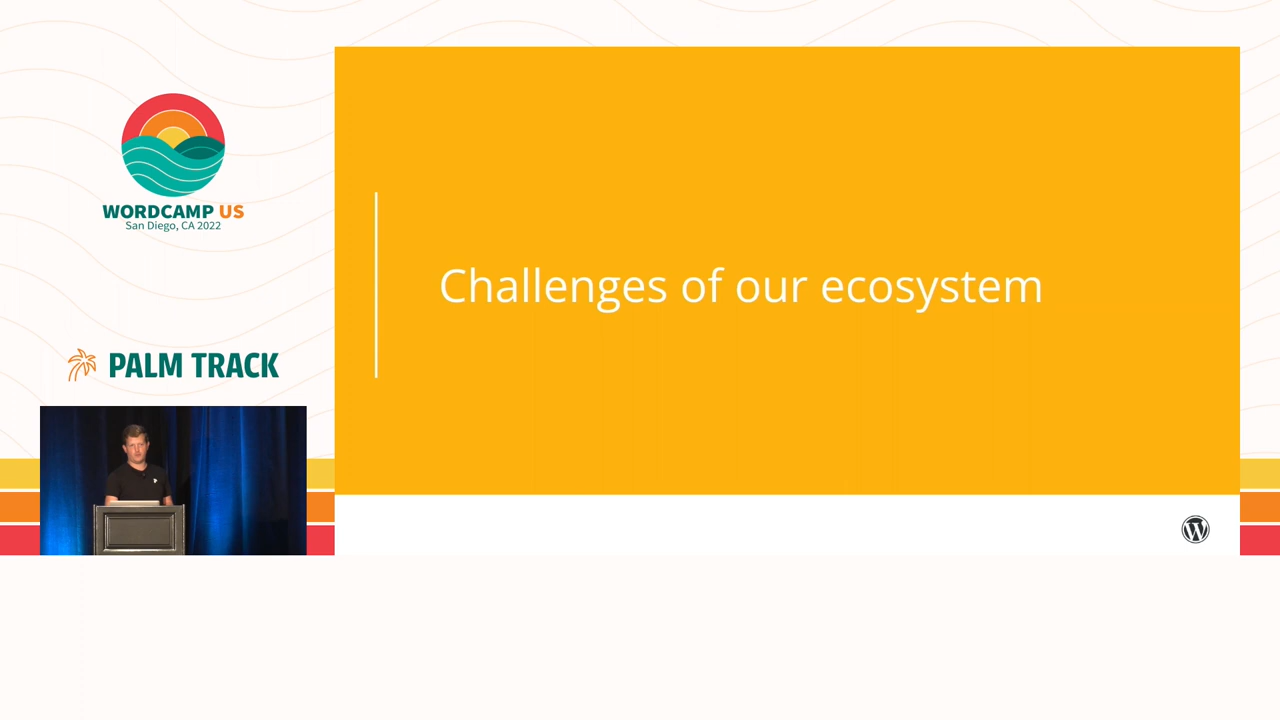 WORDCAMP US
San Diego, CA 2022
PALM TRACK
Challenges of our ecosystem